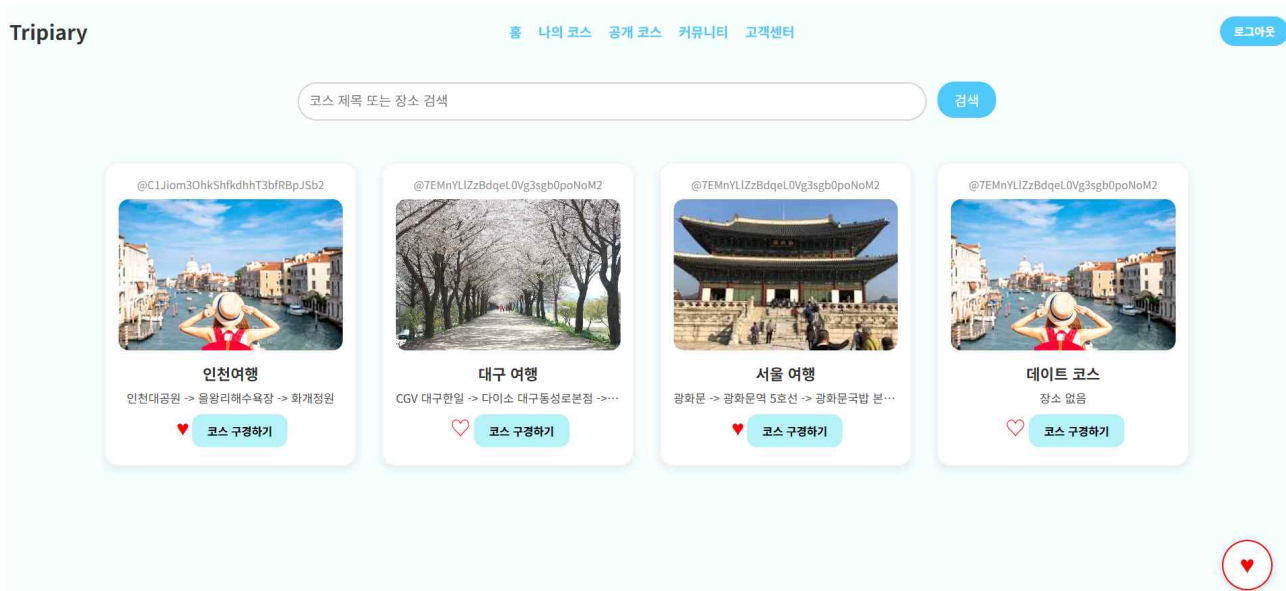 Tripiary
홈 나의 코스 공개 코스 커뮤니티 고객센터
로그아웃
코스 제목 또는 장소 검색
검색
@C1Jiom3OhkShfkdhhT3bfRBpJSb2
@7EMnYLlZzBdqeL0Vg3sgb0poNoM2
@7EMnYLlZzBdqeL0Vg3sgb0poNoM2
@7EMnYLlZzBdqeL0Vg3sgb0poNoM2
인천여행
대구 여행
서울 여행
데이트 코스
인천대공원 -> 을왕리해수욕장 -> 화개정원
CGV 대구한일 -> 다이소 대구동성로본점 ->…
광화문 -> 광화문역 5호선 -> 광화문국밥 본…
장소 없음
♥ 코스 구경하기
♡ 코스 구경하기
♥ 코스 구경하기
♡ 코스 구경하기
♥